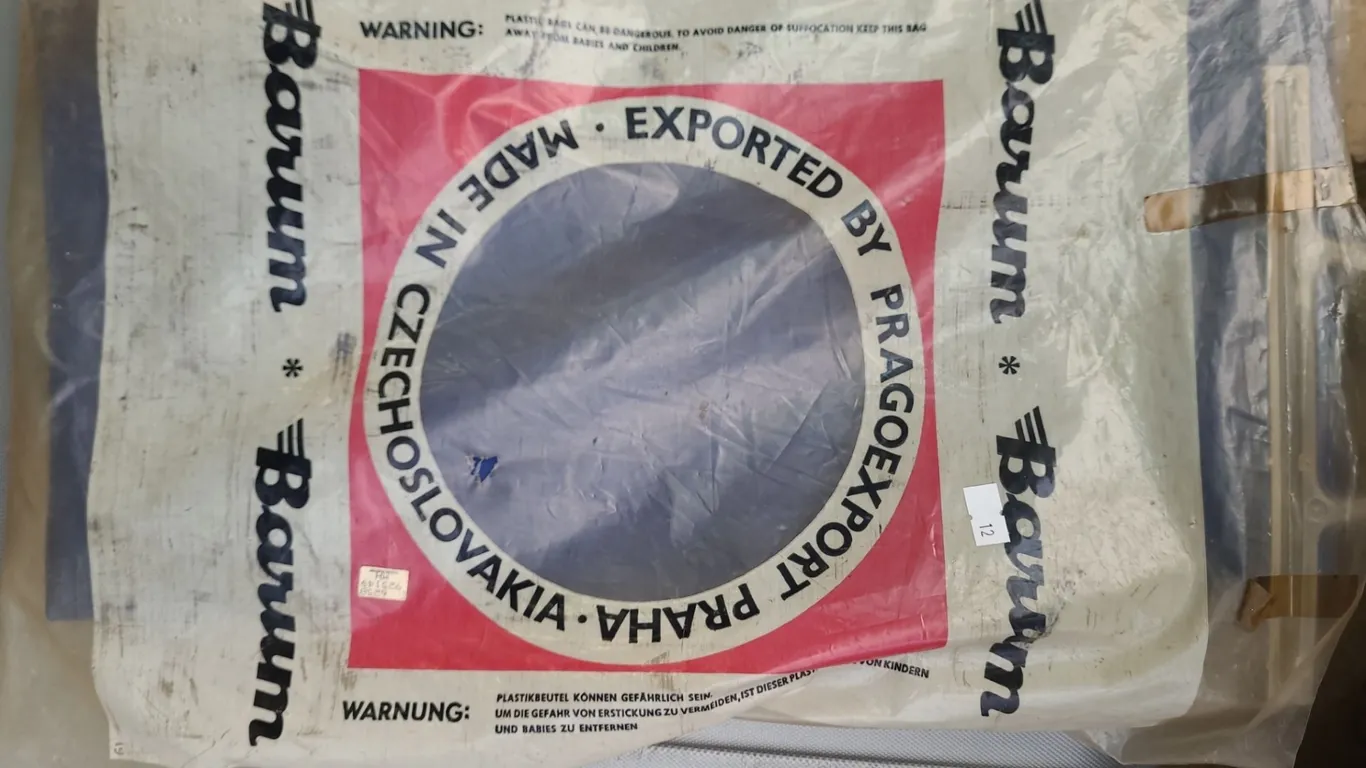 WARNING: PLASTIC BAGS CAN BE DANGEROUS. TO AVOID DANGER OF SUFFOCATION KEEP THIS BAG
AWAY FROM BABIES AND CHILDREN.
Barum * Barum
MADE IN CZECHOSLOVAKIA · EXPORTED BY PRAGOEXPORT PRAHA ·
Barum * Barum
12
WARNUNG: PLASTIKBEUTEL KÖNNEN GEFÄHRLICH SEIN.
UM DIE GEFAHR VON ERSTICKUNG ZU VERMEIDEN, IST DIESER VON KINDERN
UND BABIES ZU ENTFERNEN